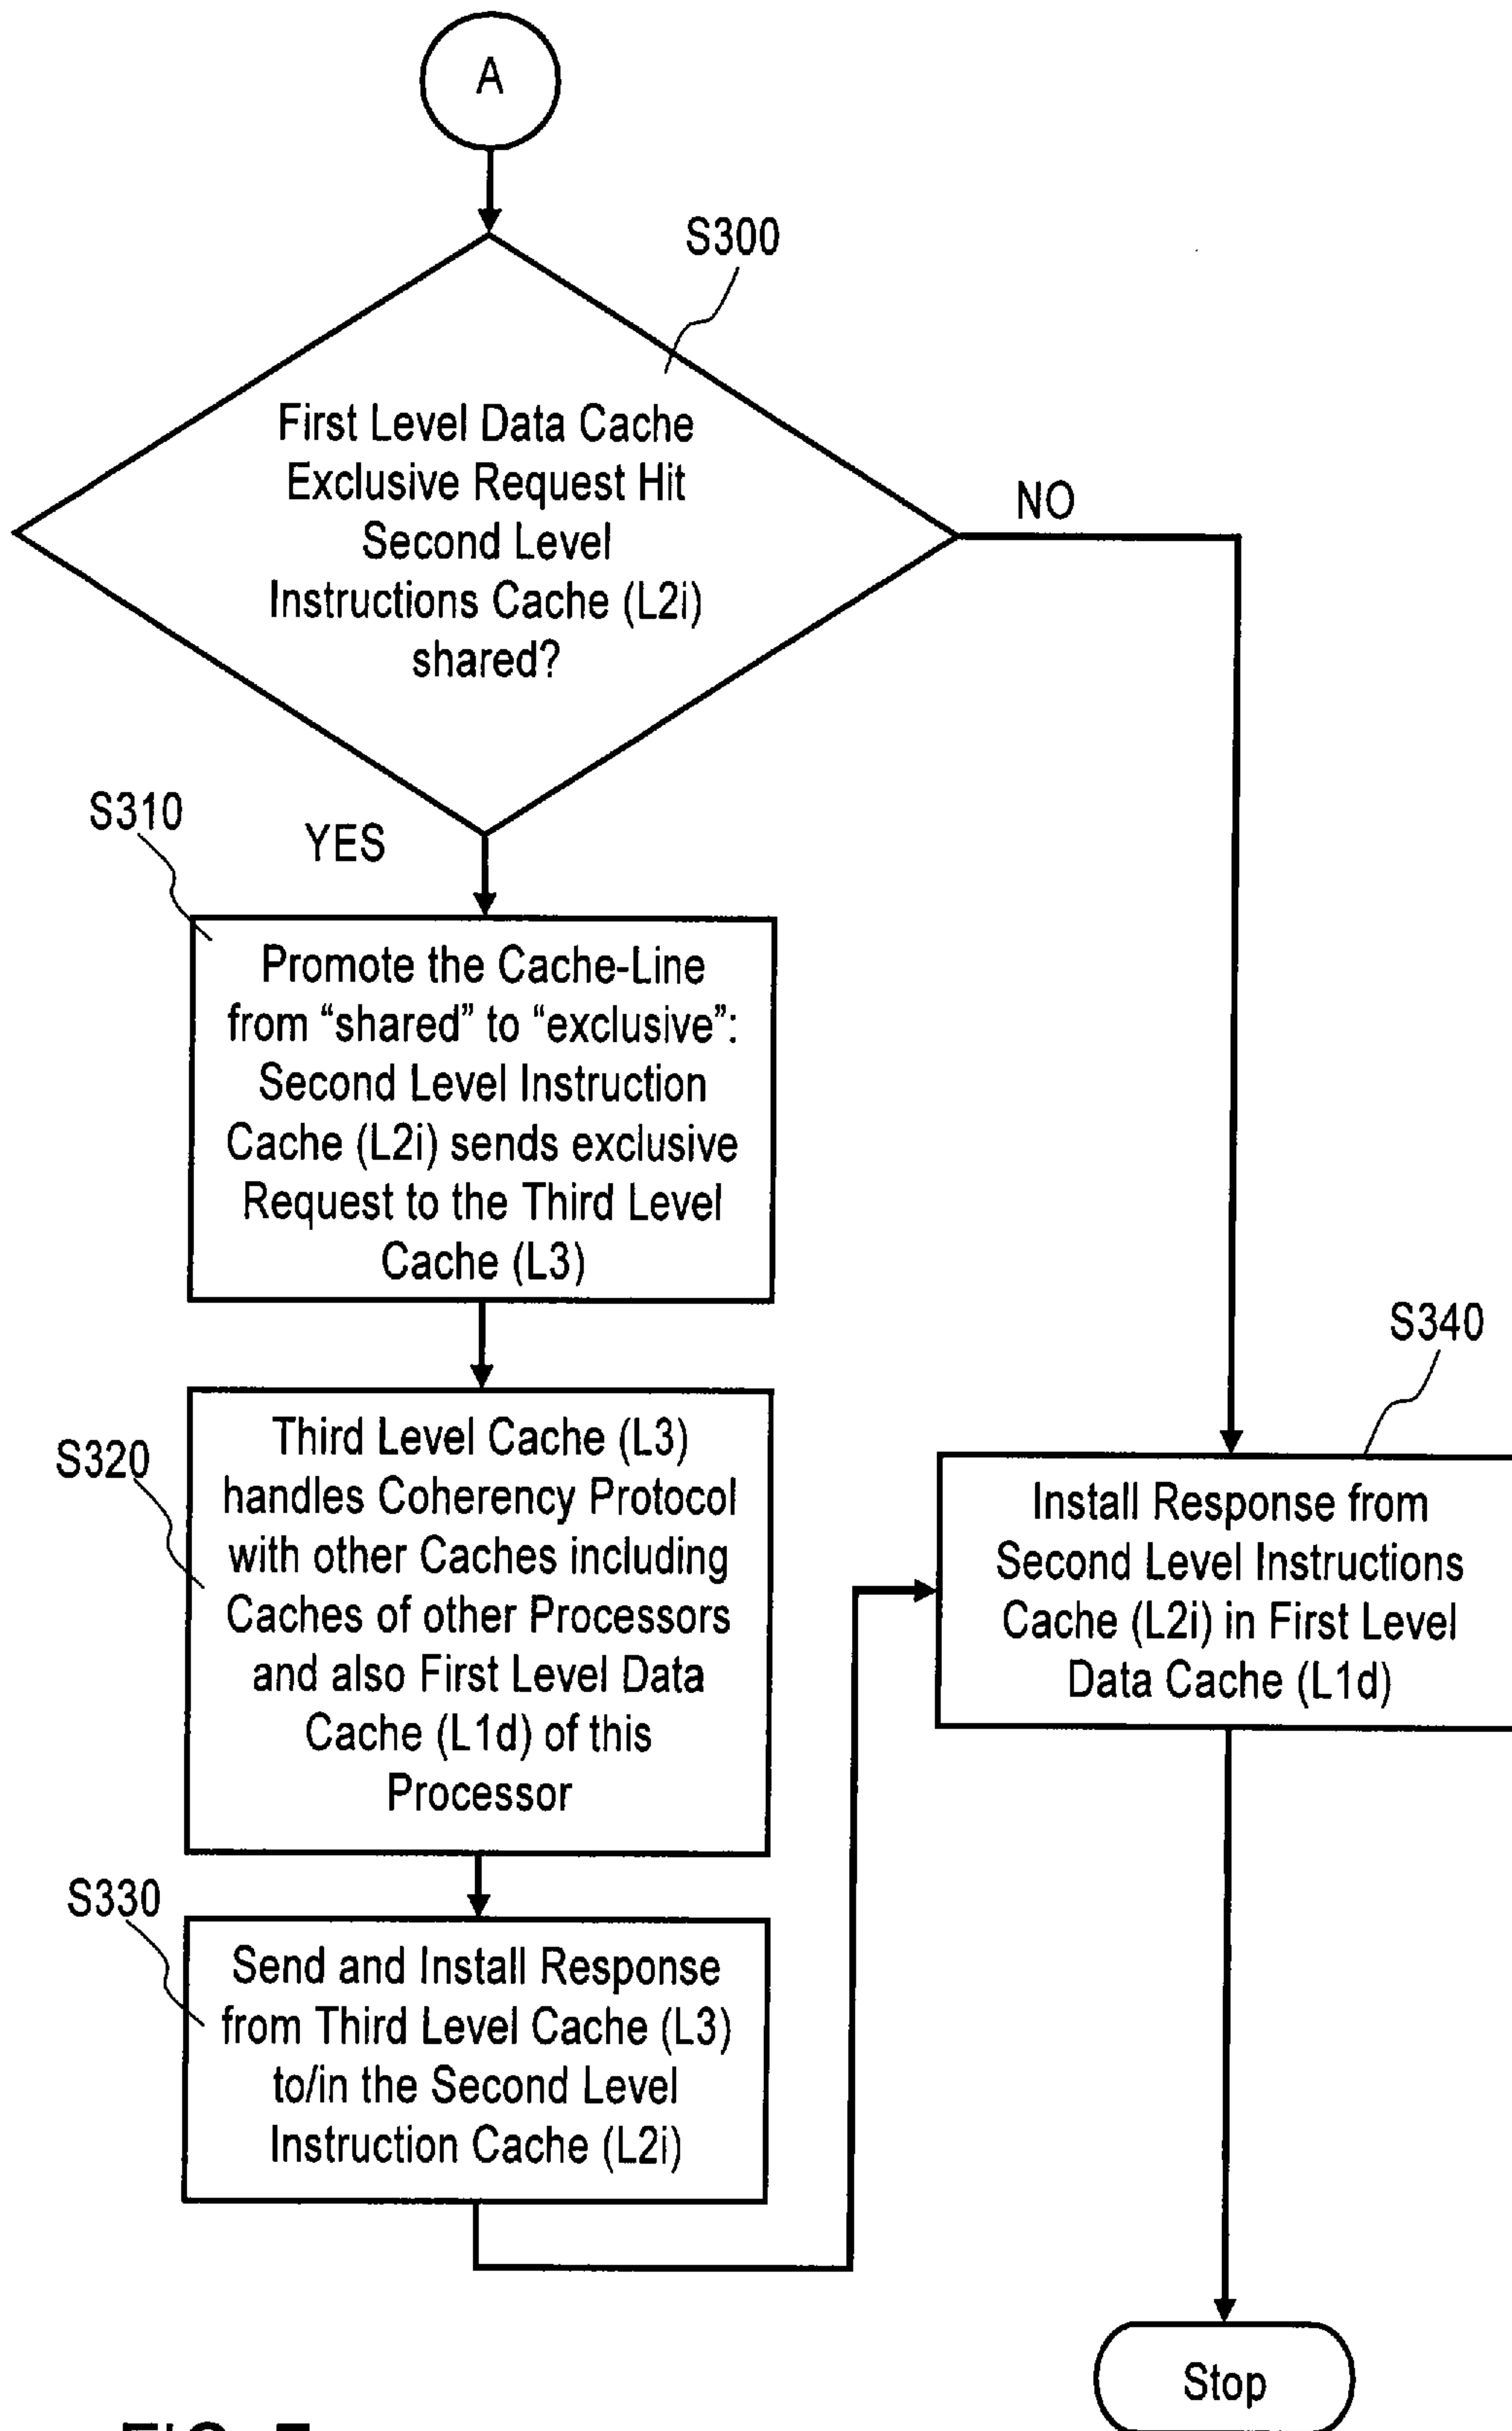 A
S300
First Level Data Cache
Exclusive Request Hit
Second Level
Instructions Cache (L2i)
shared?
NO
S310
YES
Promote the Cache-Line
from “shared” to “exclusive”:
Second Level Instruction
Cache (L2i) sends exclusive
Request to the Third Level
Cache (L3)
S320
Third Level Cache (L3)
handles Coherency Protocol
with other Caches including
Caches of other Processors
and also First Level Data
Cache (L1d) of this
Processor
S340
Install Response from
Second Level Instructions
Cache (L2i) in First Level
Data Cache (L1d)
S330
Send and Install Response
from Third Level Cache (L3)
to/in the Second Level
Instruction Cache (L2i)
Stop